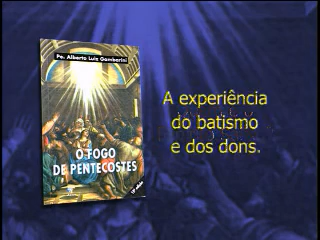 Pe. Alberto Luiz Gambarini
O FOGO
DE PENTECOSTES
A experiência
do batismo
e dos dons.